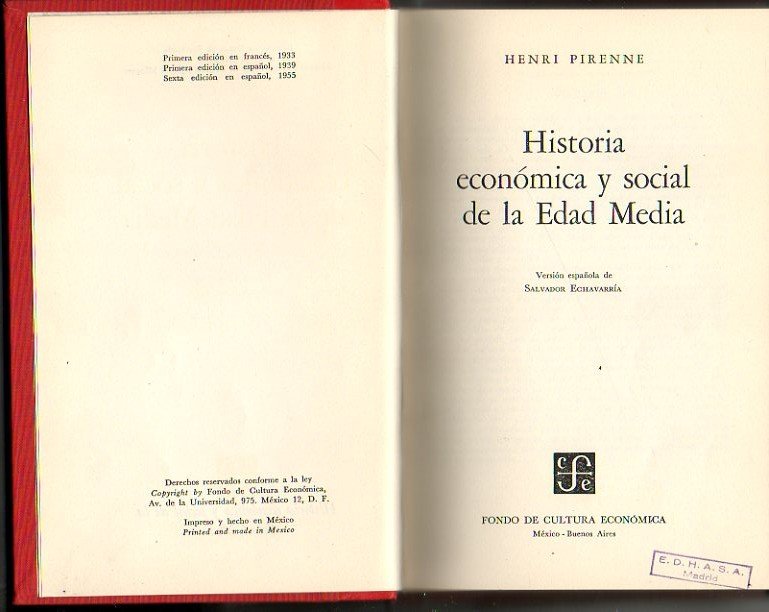 Primera edición en francés, 1933
Primera edición en español, 1939
Sexta edición en español, 1955
Derechos reservados conforme a la ley
Copyright by Fondo de Cultura Económica,
Av. de la Universidad, 975. México 12, D. F.
Impreso y hecho en México
Printed and made in Mexico
HENRI PIRENNE
Historia
económica y social
de la Edad Media
Versión española de
SALVADOR ECHAVARRÍA
c f e
FONDO DE CULTURA ECONÓMICA
México - Buenos Aires
E. D. H. A. S. A.
Madrid